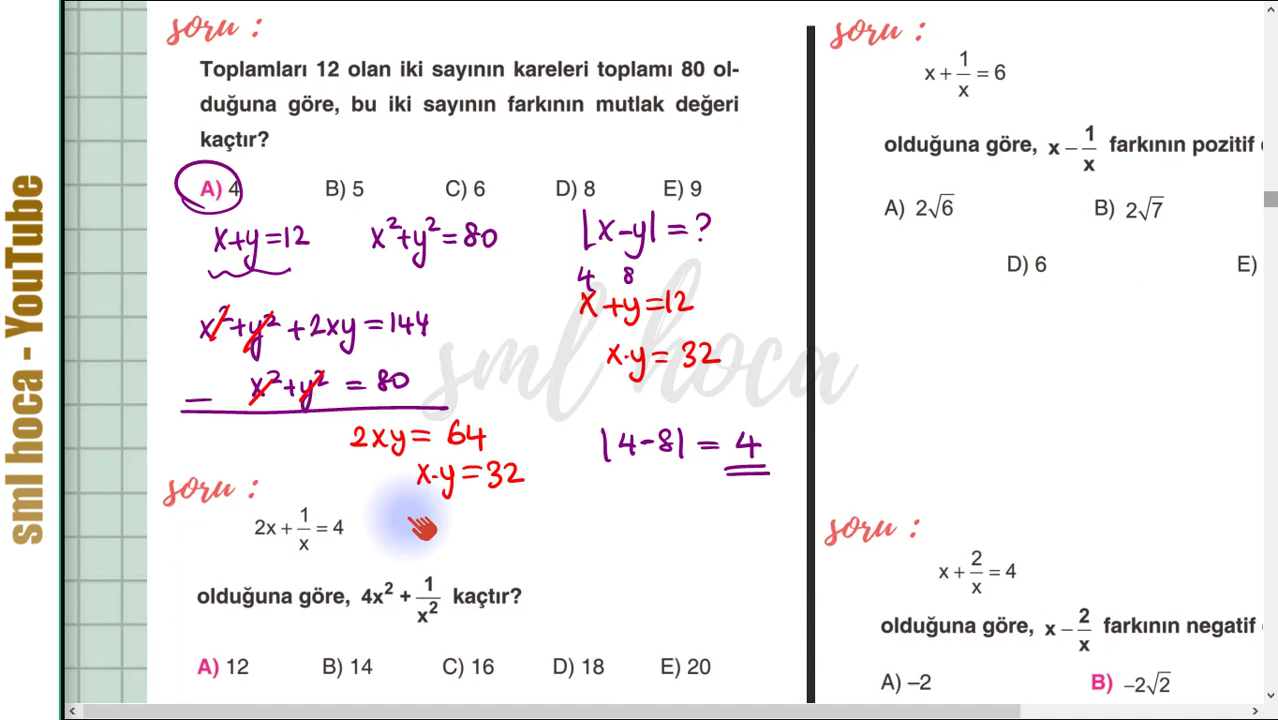 sml hoca - YouTube
soru :
Toplamları 12 olan iki sayının kareleri toplamı 80 ol-
duğuna göre, bu iki sayının farkının mutlak değeri
kaçtır?
A) 4 B) 5 C) 6 D) 8 E) 9
x+y=12 x²+y²=80 |x-y|=?
4 8
x+y=12
x²+y²+2xy=144
x·y=32
− x²+y² = 80
2xy= 64
x·y=32
|4-8| = 4
sml hoca
soru :
2x + 1/x = 4
olduğuna göre, 4x² + 1/x² kaçtır?
A) 12 B) 14 C) 16 D) 18 E) 20
soru :
x + 1/x = 6
olduğuna göre, x − 1/x farkının pozitif
A) 2√6 B) 2√7
D) 6 E)
soru :
x + 2/x = 4
olduğuna göre, x − 2/x farkının negatif
A) −2 B) −2√2